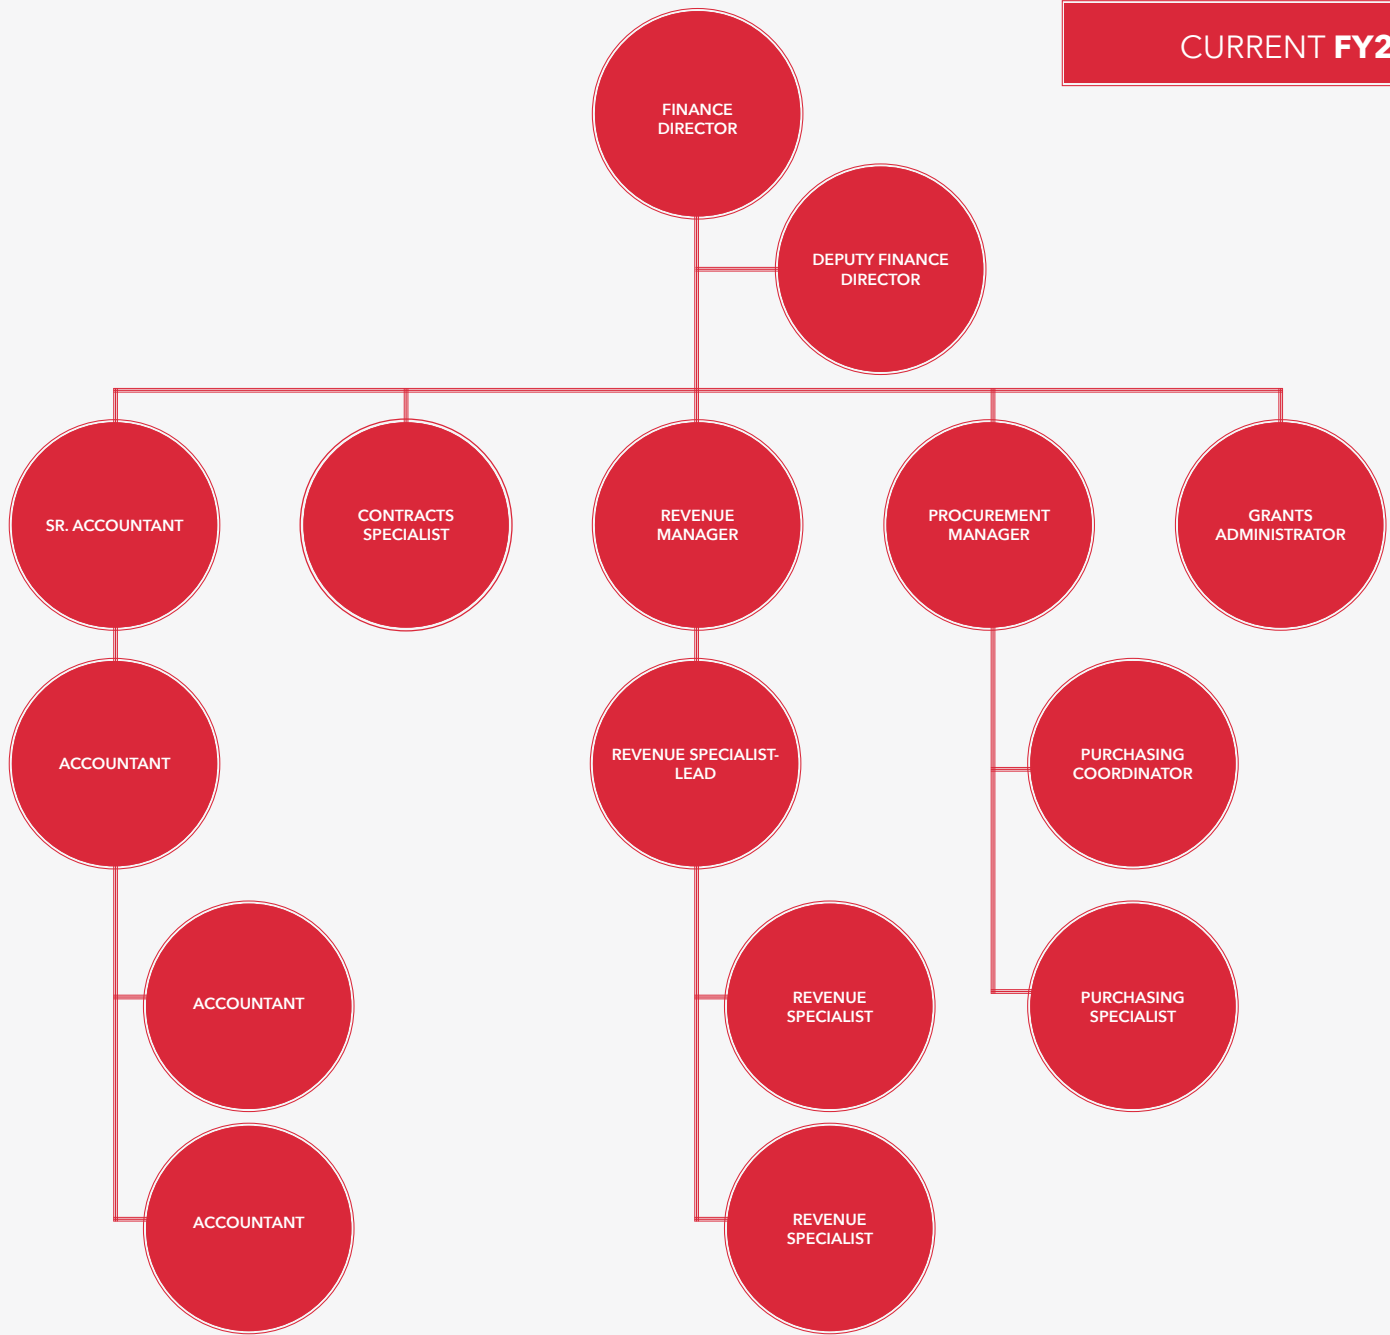 CURRENT FY2
FINANCE
DIRECTOR
DEPUTY FINANCE
DIRECTOR
SR. ACCOUNTANT
CONTRACTS
SPECIALIST
REVENUE
MANAGER
PROCUREMENT
MANAGER
GRANTS
ADMINISTRATOR
ACCOUNTANT
REVENUE SPECIALIST-
LEAD
PURCHASING
COORDINATOR
ACCOUNTANT
REVENUE
SPECIALIST
PURCHASING
SPECIALIST
ACCOUNTANT
REVENUE
SPECIALIST